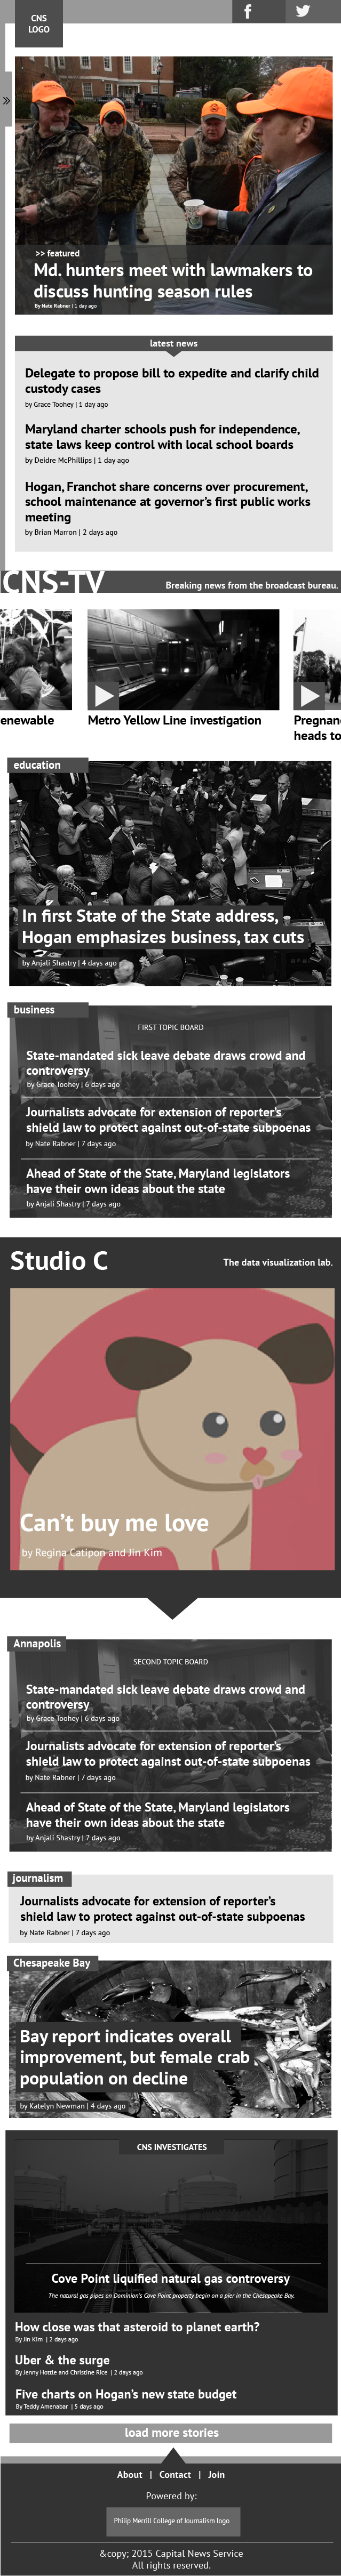 CNS
LOGO
>> featured
Md. hunters meet with lawmakers to
discuss hunting season rules
By Nate Rabner | 1 day ago
latest news
Delegate to propose bill to expedite and clarify child
custody cases
by Grace Toohey | 1 day ago
Maryland charter schools push for independence,
state laws keep control with local school boards
by Deidre McPhillips | 1 day ago
Hogan, Franchot share concerns over procurement,
school maintenance at governor's first public works
meeting
by Brian Marron | 2 days ago
CNS-TV
Breaking news from the broadcast bureau.
enewable
Metro Yellow Line investigation
Pregnan
heads to
education
In first State of the State address,
Hogan emphasizes business, tax cuts
by Anjali Shastry | 4 days ago
business
FIRST TOPIC BOARD
State-mandated sick leave debate draws crowd and
controversy
by Grace Toohey | 6 days ago
Journalists advocate for extension of reporter's
shield law to protect against out-of-state subpoenas
by Nate Rabner | 7 days ago
Ahead of State of the State, Maryland legislators
have their own ideas about the state
by Anjali Shastry | 7 days ago
Studio C
The data visualization lab.
Can't buy me love
by Regina Catipon and Jin Kim
Annapolis
SECOND TOPIC BOARD
State-mandated sick leave debate draws crowd and
controversy
by Grace Toohey | 6 days ago
Journalists advocate for extension of reporter's
shield law to protect against out-of-state subpoenas
by Nate Rabner | 7 days ago
Ahead of State of the State, Maryland legislators
have their own ideas about the state
by Anjali Shastry | 7 days ago
journalism
Journalists advocate for extension of reporter's
shield law to protect against out-of-state subpoenas
by Nate Rabner | 7 days ago
Chesapeake Bay
Bay report indicates overall
improvement, but female crab
population on decline
by Katelyn Newman | 4 days ago
CNS INVESTIGATES
Cove Point liquified natural gas controversy
The natural gas pipes on Dominion's Cove Point property begin on a pier in the Chesapeake Bay.
How close was that asteroid to planet earth?
By Jin Kim | 2 days ago
Uber & the surge
By Jenny Hottle and Christine Rice | 2 days ago
Five charts on Hogan's new state budget
By Teddy Amenabar | 5 days ago
load more stories
About | Contact | Join
Powered by:
Philip Merrill College of Journalism logo
&copy; 2015 Capital News Service
All rights reserved.